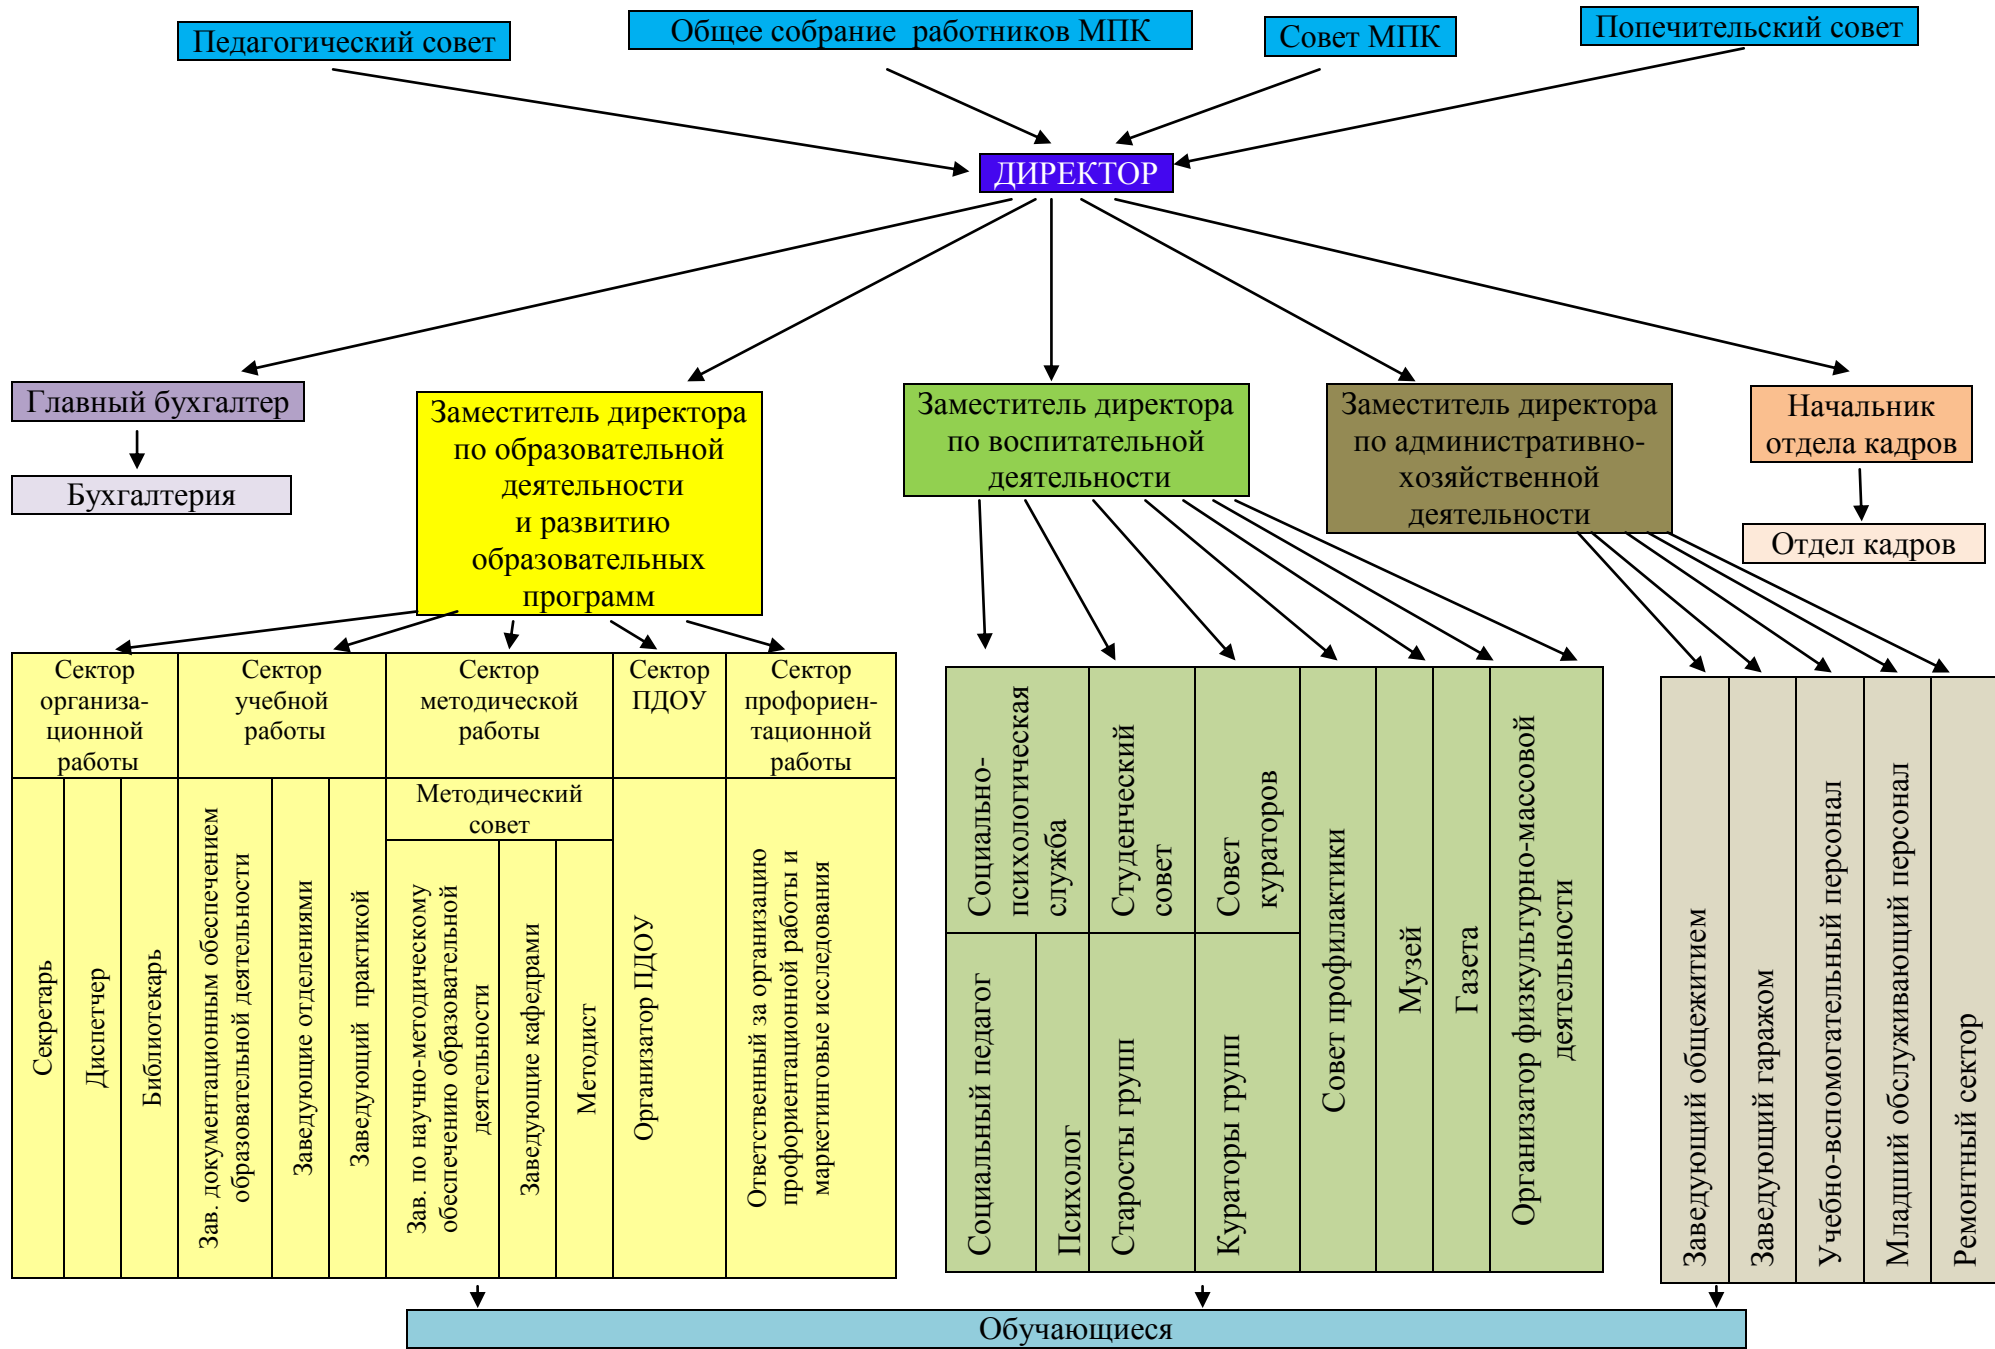 Педагогический совет
Общее собрание работников МПК
Совет МПК
Попечительский совет
ДИРЕКТОР
Главный бухгалтер
Бухгалтерия
Заместитель директора
по образовательной
деятельности
и развитию
образовательных
программ
Заместитель директора
по воспитательной
деятельности
Заместитель директора
по административно-
хозяйственной
деятельности
Начальник
отдела кадров
Отдел кадров
Сектор
организа-
ционной
работы
Сектор
учебной
работы
Сектор
методической
работы
Сектор
ПДОУ
Сектор
профориен-
тационной
работы
Секретарь
Диспетчер
Библиотекарь
Зав. документационным обеспечением
образовательной деятельности
Заведующие отделениями
Заведующий практикой
Методический
совет
Зав. по научно-методическому
обеспечению образовательной
деятельности
Заведующие кафедрами
Методист
Организатор ПДОУ
Ответственный за организацию
профориентационной работы и
маркетинговые исследования
Социально-
психологическая
служба
Студенческий
совет
Совет
кураторов
Социальный педагог
Психолог
Старосты групп
Кураторы групп
Совет профилактики
Музей
Газета
Организатор физкультурно-массовой
деятельности
Заведующий общежитием
Заведующий гаражом
Учебно-вспомогательный персонал
Младший обслуживающий персонал
Ремонтный сектор
Обучающиеся